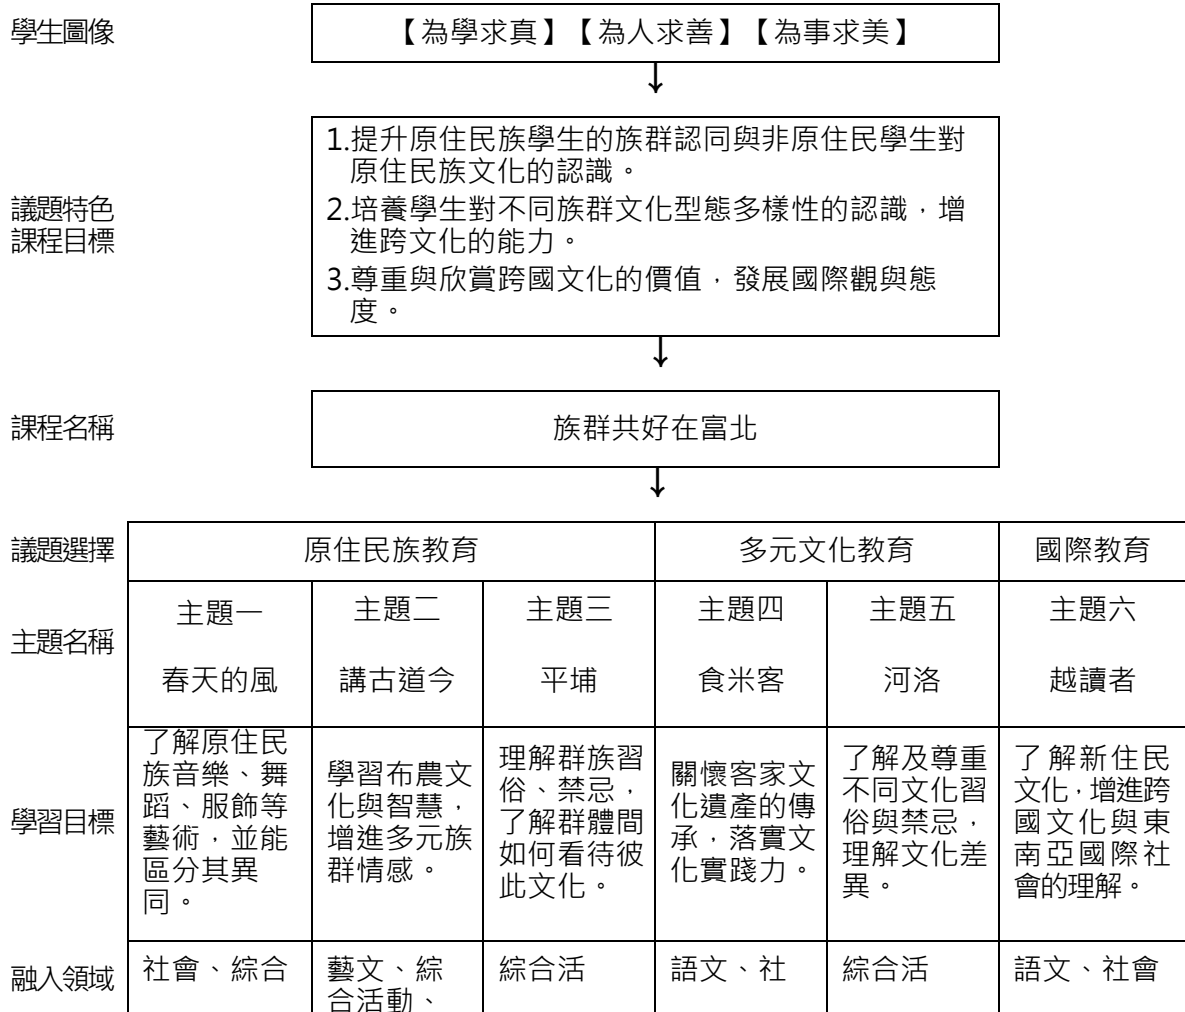 學生圖像
【為學求真】【為人求善】【為事求美】
↓
議題特色
課程目標
1.提升原住民族學生的族群認同與非原住民學生對
原住民族文化的認識。
2.培養學生對不同族群文化型態多樣性的認識，增
進跨文化的能力。
3.尊重與欣賞跨國文化的價值，發展國際觀與態
度。
↓
課程名稱
族群共好在富北
↓
議題選擇
原住民族教育
多元文化教育
國際教育
主題名稱
主題一
春天的風
主題二
講古道今
主題三
平埔
主題四
食米客
主題五
河洛
主題六
越讀者
學習目標
了解原住民
族音樂、舞
蹈、服飾等
藝術，並能
區分其異
同。
學習布農文
化與智慧，
增進多元族
群情感。
理解群族習
俗、禁忌，
了解群體間
如何看待彼
此文化。
關懷客家文
化遺產的傳
承，落實文
化實踐力。
了解及尊重
不同文化習
俗與禁忌，
理解文化差
異。
了解新住民
文化，增進跨
國文化與東
南亞國際社
會的理解。
融入領域
社會、綜合
藝文、綜
合活動、
綜合活
語文、社
綜合活
語文、社會